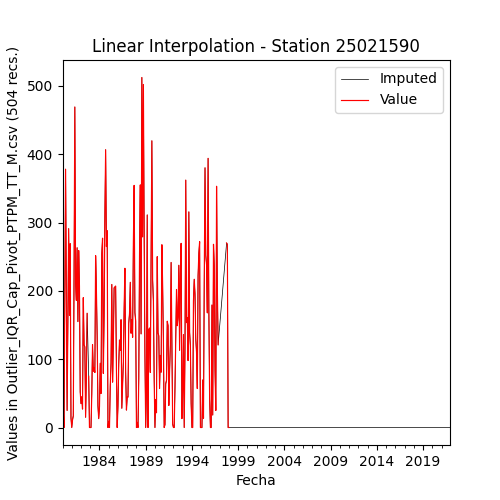 Linear Interpolation - Station 25021590
Values in Outlier_IQR_Cap_Pivot_PTPM_TT_M.csv (504 recs.)
Imputed
Value
500
400
300
200
100
0
1984 1989 1994 1999 2004 2009 2014 2019
Fecha